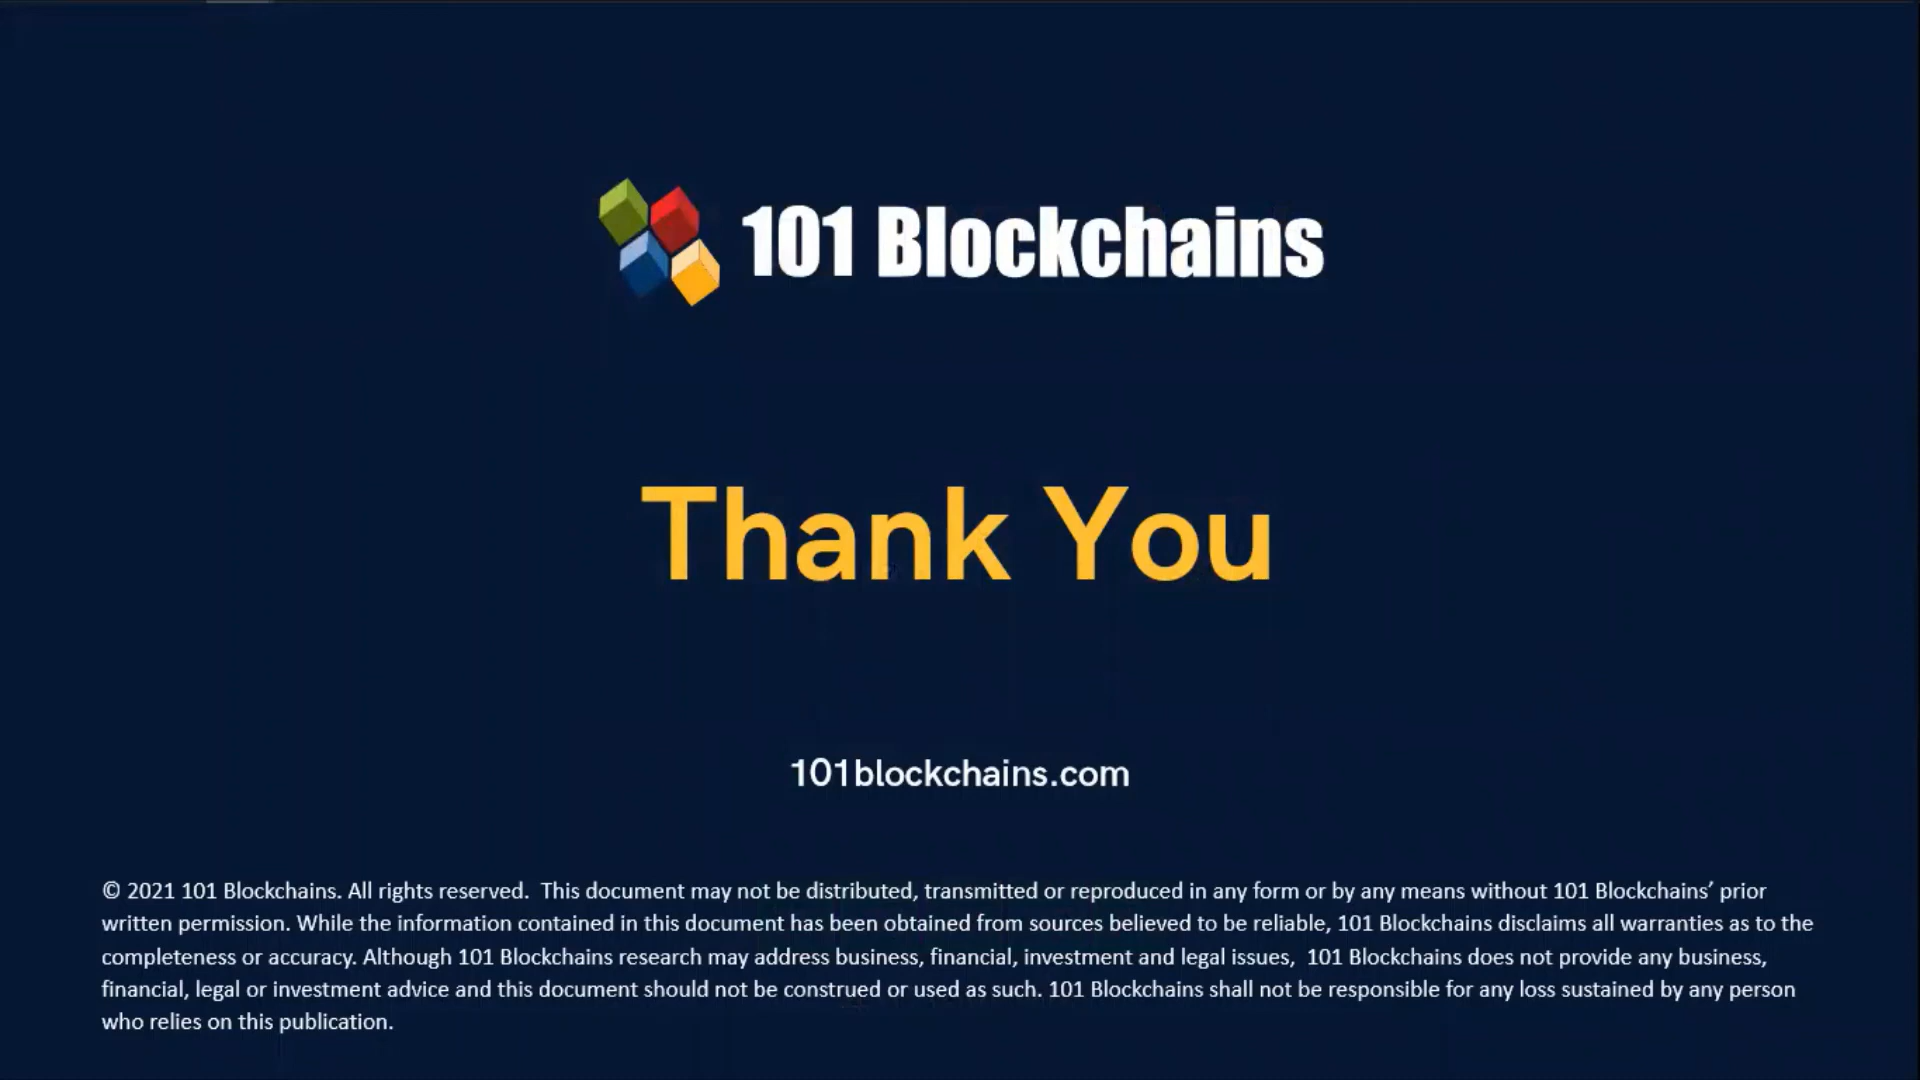 101 Blockchains
Thank You
101blockchains.com
© 2021 101 Blockchains. All rights reserved.  This document may not be distributed, transmitted or reproduced in any form or by any means without 101 Blockchains’ prior
written permission. While the information contained in this document has been obtained from sources believed to be reliable, 101 Blockchains disclaims all warranties as to the
completeness or accuracy. Although 101 Blockchains research may address business, financial, investment and legal issues,  101 Blockchains does not provide any business,
financial, legal or investment advice and this document should not be construed or used as such. 101 Blockchains shall not be responsible for any loss sustained by any person
who relies on this publication.